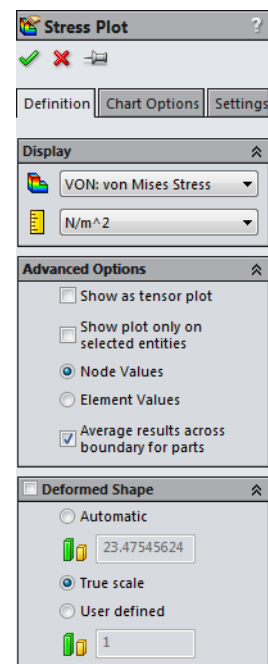 Stress Plot ?
Definition Chart Options Settings
Display
VON: von Mises Stress
N/m^2
Advanced Options
Show as tensor plot
Show plot only on
selected entities
Node Values
Element Values
Average results across
boundary for parts
Deformed Shape
Automatic
23.47545624
True scale
User defined
1